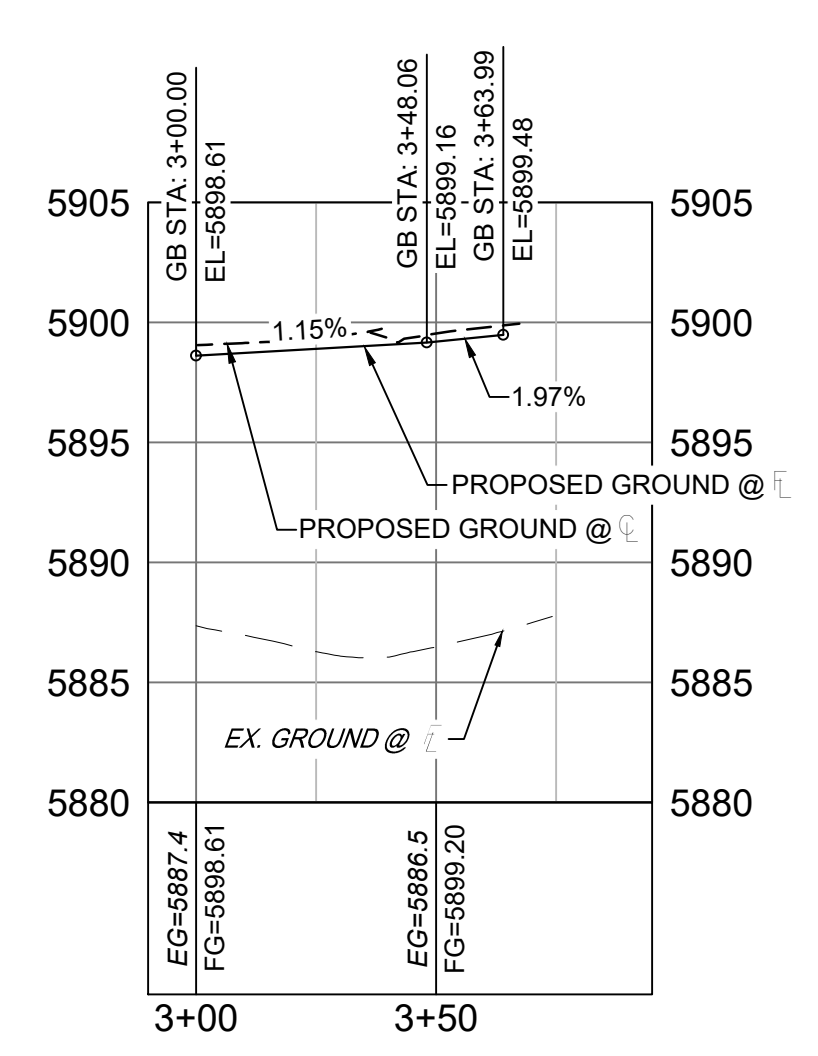 GB STA: 3+00.00
EL=5898.61
GB STA: 3+48.06
EL=5899.16
GB STA: 3+63.99
EL=5899.48
5905 5905
5900 5900
1.15%
1.97%
5895 5895
PROPOSED GROUND @ FL
PROPOSED GROUND @ CL
5890 5890
5885 5885
EX. GROUND @ FL
5880 5880
EG=5887.4
FG=5898.61
EG=5886.5
FG=5899.20
3+00 3+50